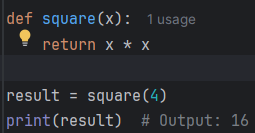 def square(x): 1 usage
    return x * x
result = square(4)
print(result)  # Output: 16